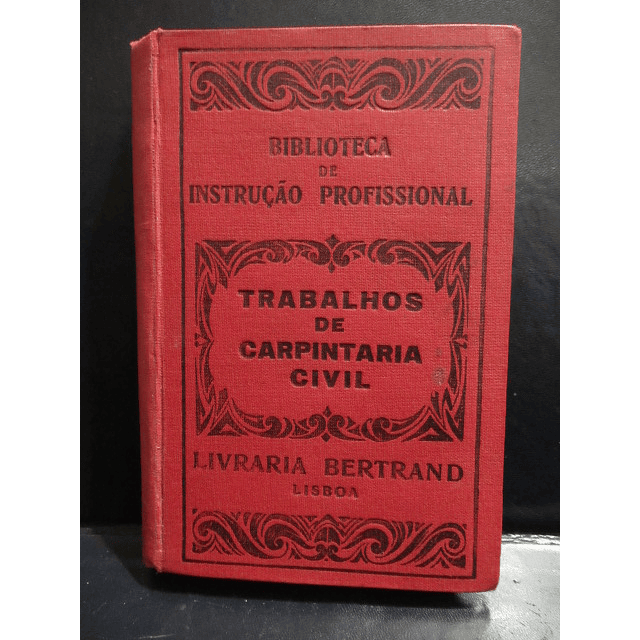 BIBLIOTECA
DE
INSTRUÇÃO PROFISSIONAL
TRABALHOS
DE
CARPINTARIA
CIVIL
LIVRARIA BERTRAND
LISBOA